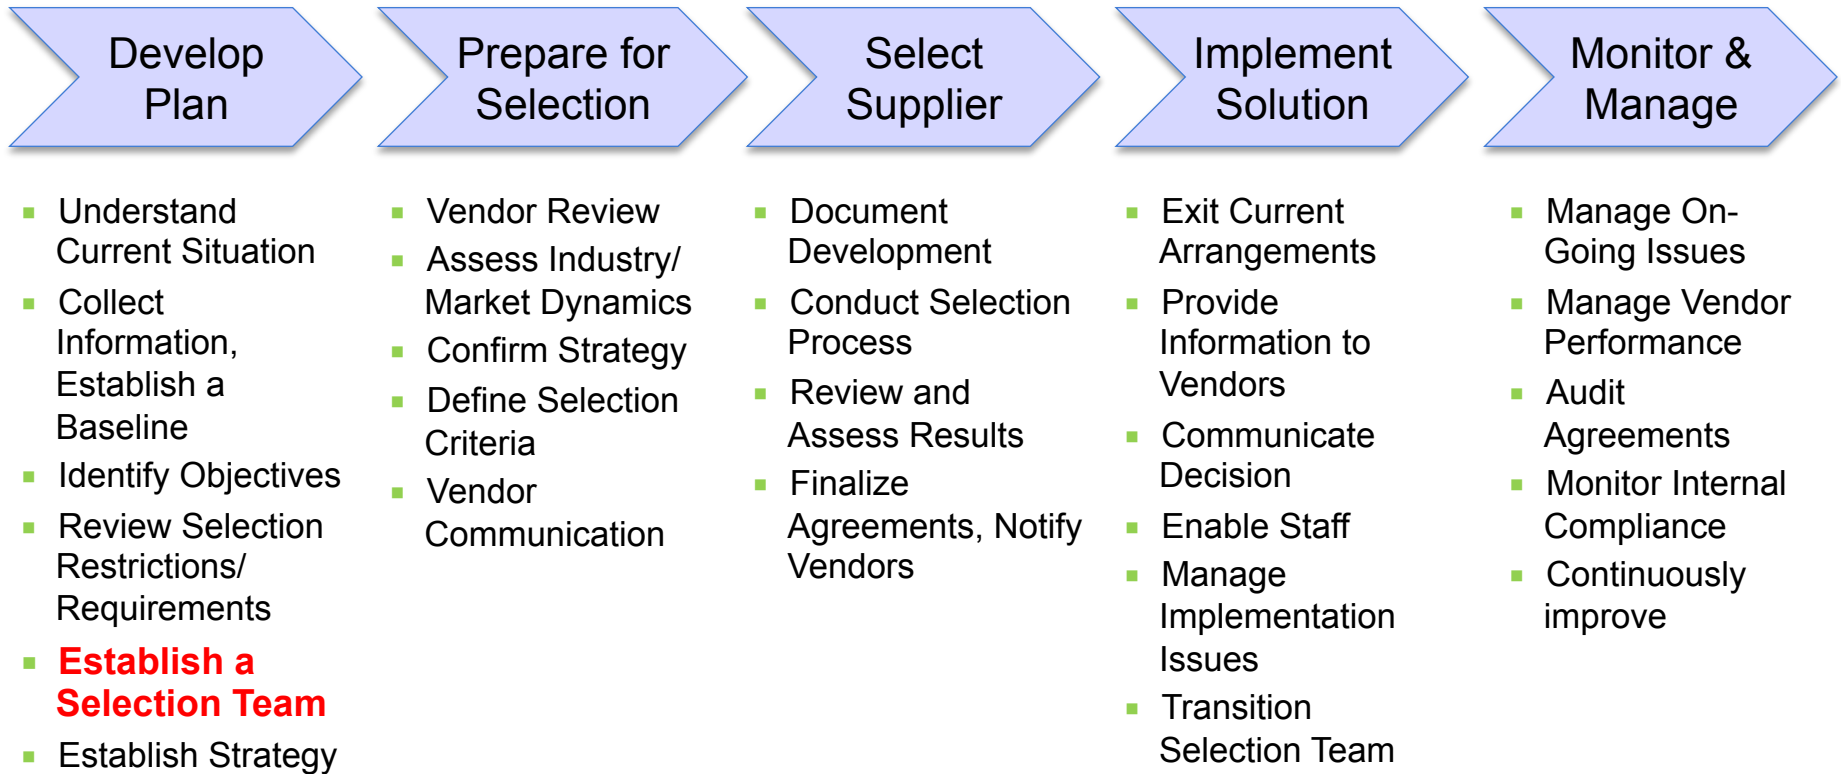 Develop
Plan
Prepare for
Selection
Select
Supplier
Implement
Solution
Monitor &
Manage
Understand
Current Situation
Collect
Information,
Establish a
Baseline
Identify Objectives
Review Selection
Restrictions/
Requirements
Establish a
Selection Team
Establish Strategy
Vendor Review
Assess Industry/
Market Dynamics
Confirm Strategy
Define Selection
Criteria
Vendor
Communication
Document
Development
Conduct Selection
Process
Review and
Assess Results
Finalize
Agreements, Notify
Vendors
Exit Current
Arrangements
Provide
Information to
Vendors
Communicate
Decision
Enable Staff
Manage
Implementation
Issues
Transition
Selection Team
Manage On-
Going Issues
Manage Vendor
Performance
Audit
Agreements
Monitor Internal
Compliance
Continuously
improve